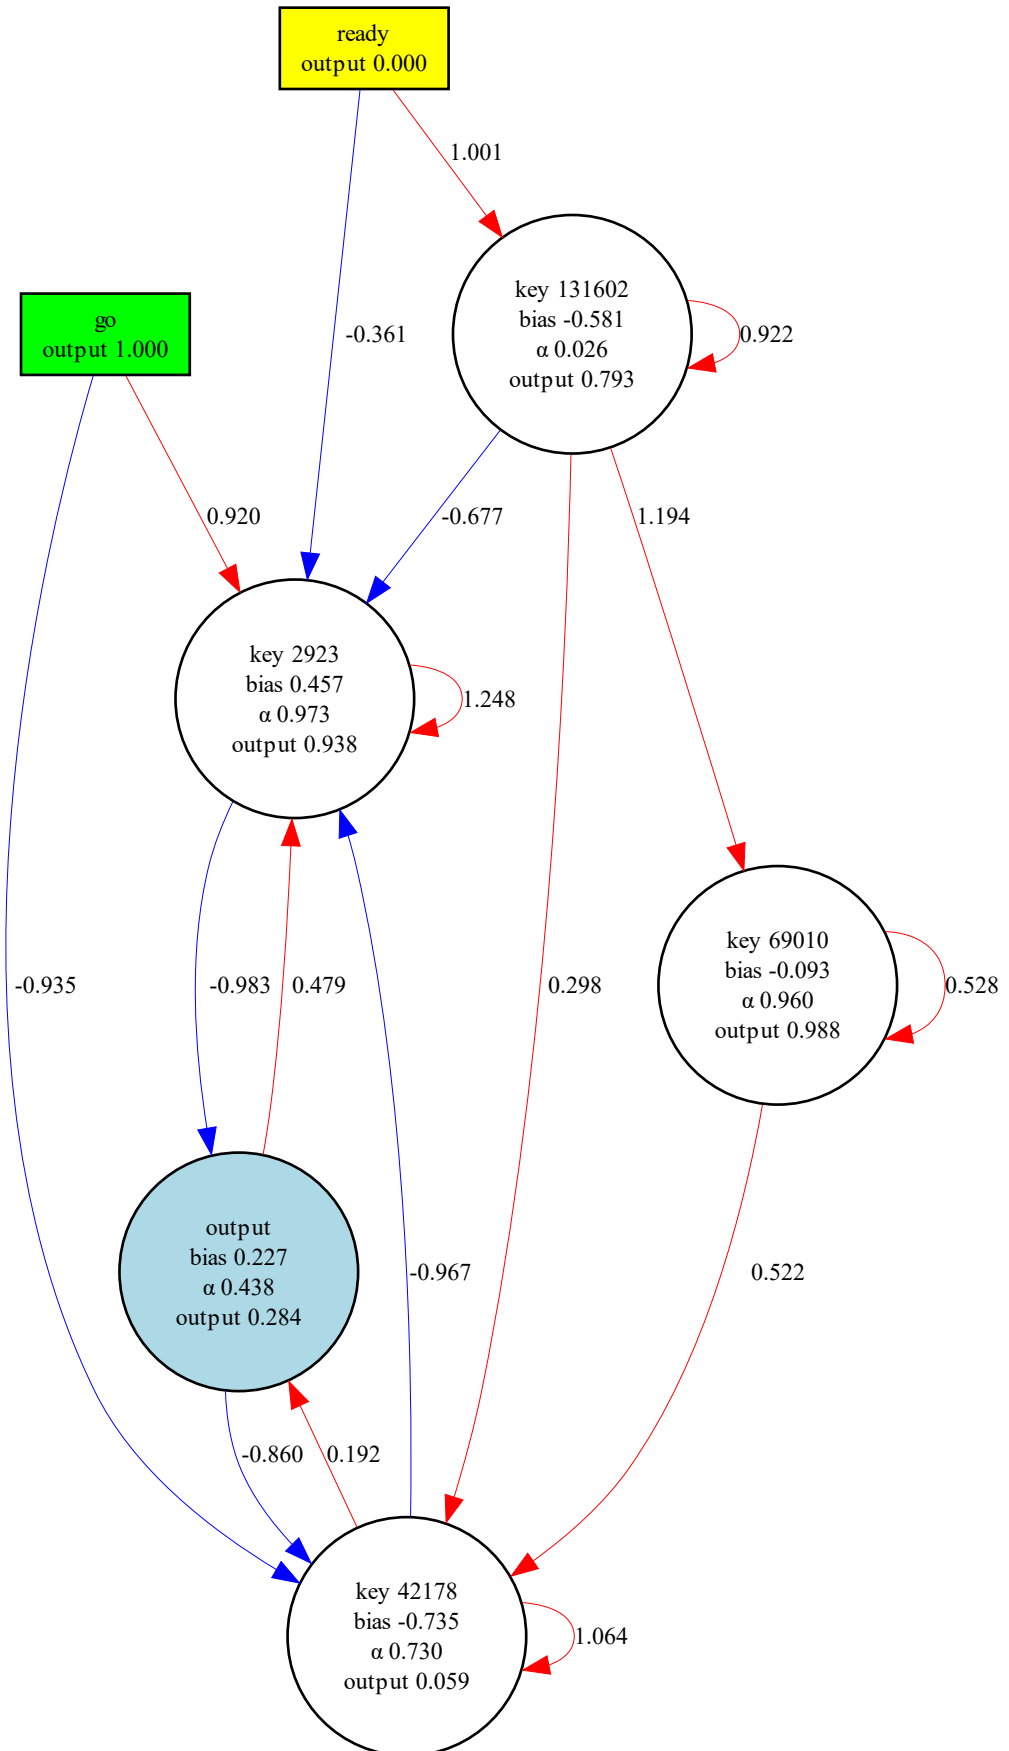 ready
output 0.000
1.001
key 131602
bias -0.581
α 0.026
output 0.793
go
output 1.000
-0.361
0.922
0.920
-0.677
1.194
key 2923
bias 0.457
α 0.973
output 0.938
1.248
key 69010
bias -0.093
α 0.960
output 0.988
-0.935
-0.983
0.479
0.298
0.528
output
bias 0.227
α 0.438
output 0.284
-0.967
0.522
-0.860
0.192
key 42178
bias -0.735
α 0.730
output 0.059
1.064